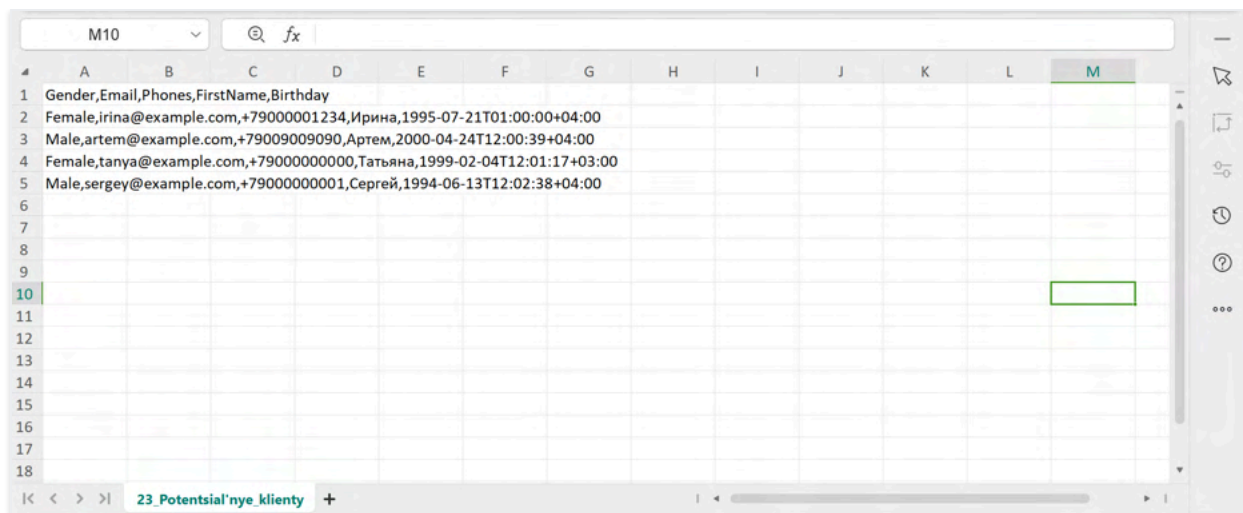 M10
fx
A B C D E F G H I J K L M
1 Gender,Email,Phones,FirstName,Birthday
2 Female,irina@example.com,+79000001234,Ирина,1995-07-21T01:00:00+04:00
3 Male,artem@example.com,+79009009090,Артем,2000-04-24T12:00:39+04:00
4 Female,tanya@example.com,+79000000000,Татьяна,1999-02-04T12:01:17+03:00
5 Male,sergey@example.com,+79000000001,Сергей,1994-06-13T12:02:38+04:00
6
7
8
9
10
11
12
13
14
15
16
17
18
23_Potentsial'nye_klienty +